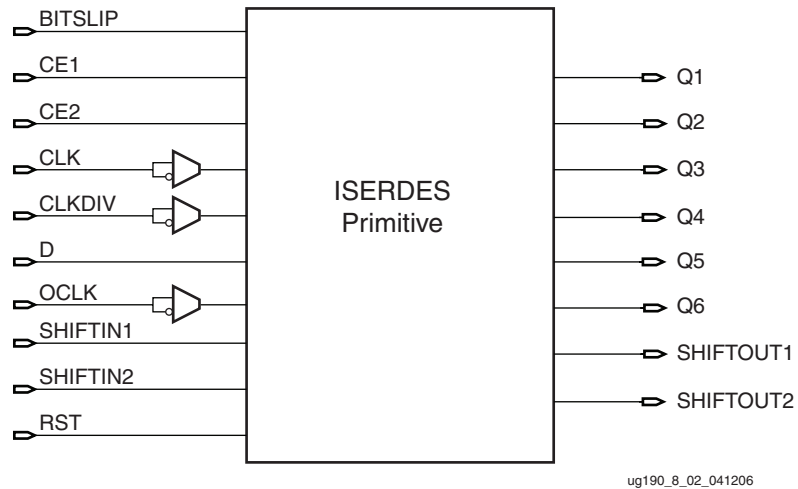 BITSLIP
CE1
CE2
CLK
CLKDIV
D
OCLK
SHIFTIN1
SHIFTIN2
RST
ISERDES
Primitive
Q1
Q2
Q3
Q4
Q5
Q6
SHIFTOUT1
SHIFTOUT2
ug190_8_02_041206